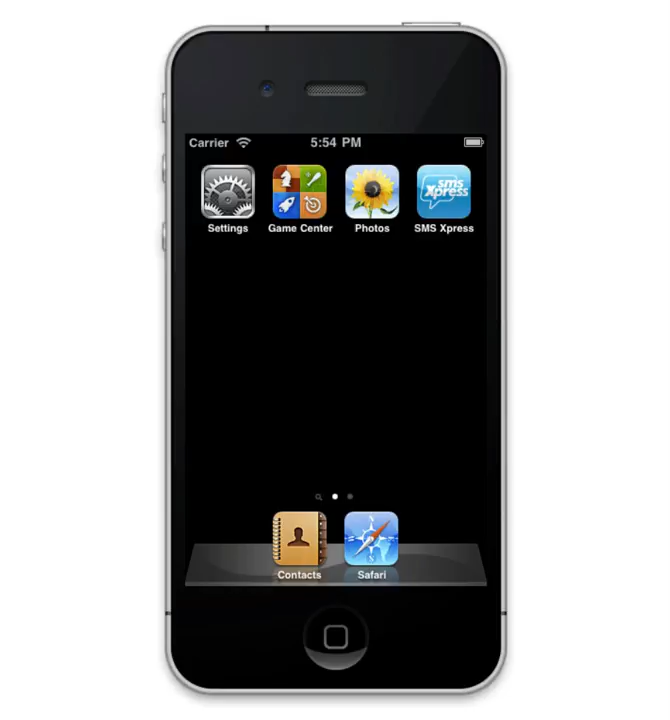 Carrier 5:54 PM
sms
Xpress
Settings Game Center Photos SMS Xpress
Contacts Safari